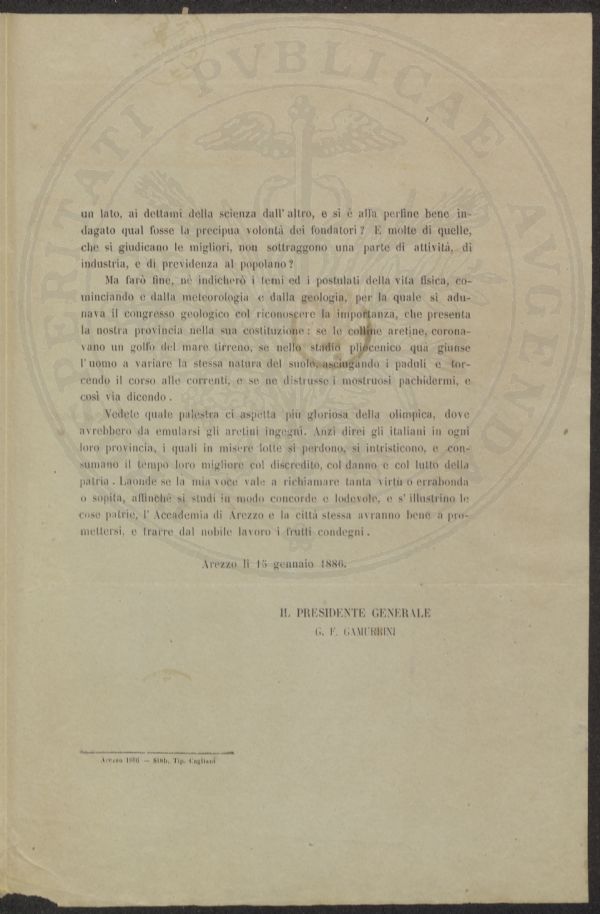 PROSPERITATI PVBLICAE AVGENDAE
un lato, ai dettami della scienza dall'altro, e si è alla perfine bene in-
dagato qual fosse la precipua volontà dei fondatori? E molte di quelle,
che si giudicano le migliori, non sottraggono una parte di attività, di
industria, e di previdenza al popolano?
Ma farò fine, nè indicherò i temi ed i postulati della vita fisica, co-
minciando e dalla meteorologia e dalla geologia, per la quale si adu-
nava il congresso geologico col riconoscere la importanza, che presenta
la nostra provincia nella sua costituzione: se le colline aretine, corona-
vano un golfo del mare tirreno, se nello stadio pliocenico quà giunse
l'uomo a variare la stessa natura del suolo, asciugando i paduli e tor-
cendo il corso alle correnti, e se ne distrusse i mostruosi pachidermi, e
così via dicendo.
Vedete quale palestra ci aspetta più gloriosa della olimpica, dove
avrebbero da emularsi gli aretini ingegni. Anzi direi gli italiani in ogni
loro provincia, i quali in misere lotte si perdono, si intristicono, e con-
sumano il tempo loro migliore col discredito, col danno e col lutto della
patria. Laonde se la mia voce vale a richiamare tanta virtù o errabonda
o sopita, affinchè si studi in modo concorde e lodevole, e s'illustrino le
cose patrie, l'Accademia di Arezzo e la città stessa avranno bene a pro-
mettersi, e trarre dal nobile lavoro i frutti condegni.
Arezzo li 15 gennaio 1886.
IL PRESIDENTE GENERALE
G. F. GAMURRINI
Arezzo 1886 — Stab. Tip. Cagliani